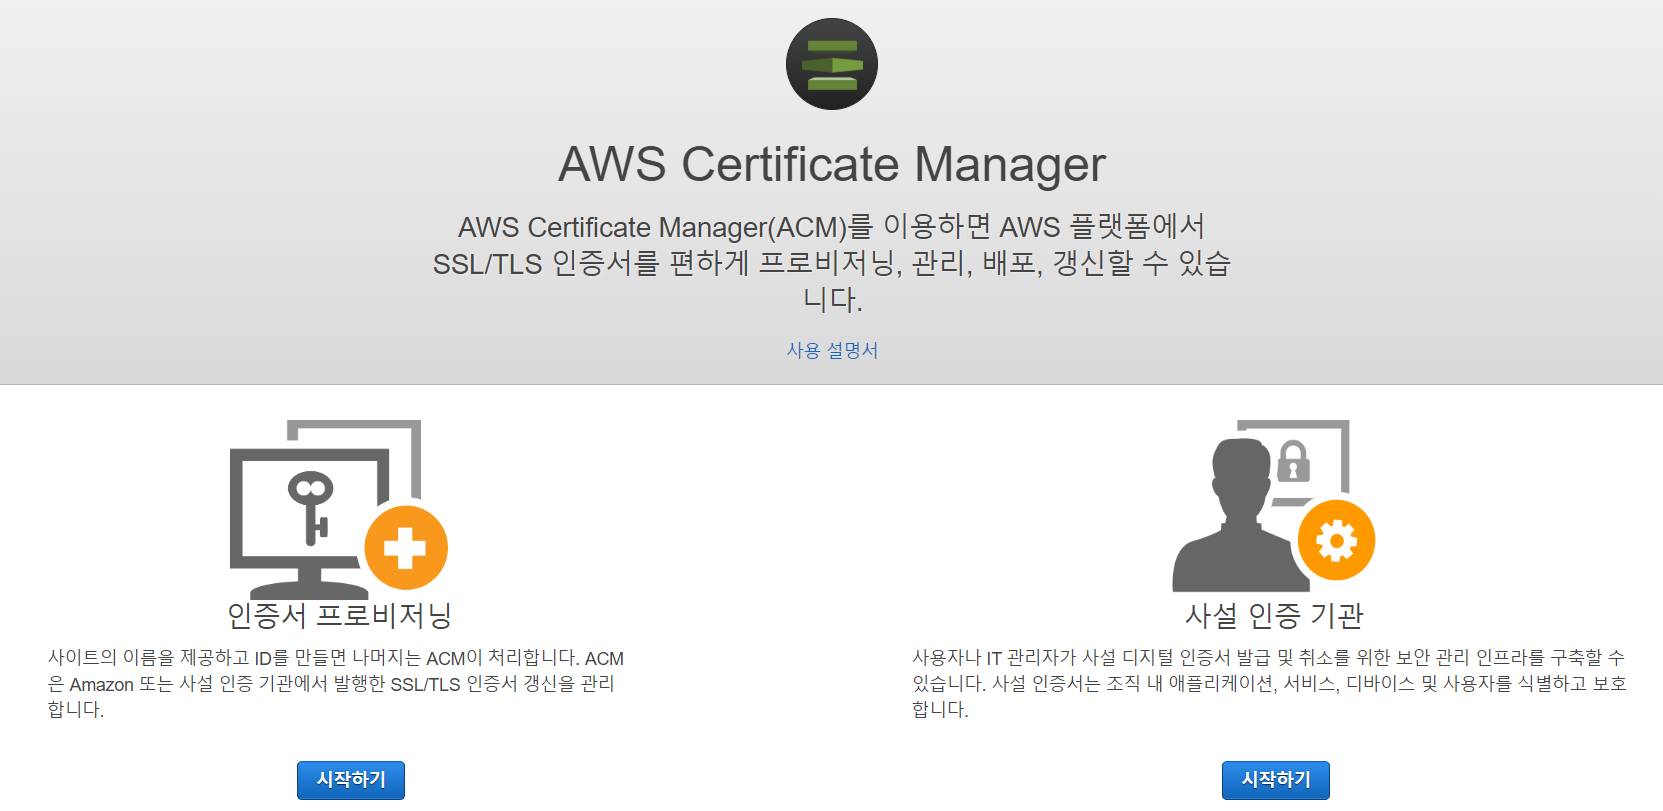 AWS Certificate Manager
AWS Certificate Manager(ACM)를 이용하면 AWS 플랫폼에서
SSL/TLS 인증서를 편하게 프로비저닝, 관리, 배포, 갱신할 수 있습
니다.
사용 설명서
인증서 프로비저닝
사이트의 이름을 제공하고 ID를 만들면 나머지는 ACM이 처리합니다. ACM
은 Amazon 또는 사설 인증 기관에서 발행한 SSL/TLS 인증서 갱신을 관리
합니다.
시작하기
사설 인증 기관
사용자나 IT 관리자가 사설 디지털 인증서 발급 및 취소를 위한 보안 관리 인프라를 구축할 수
있습니다. 사설 인증서는 조직 내 애플리케이션, 서비스, 디바이스 및 사용자를 식별하고 보호
합니다.
시작하기